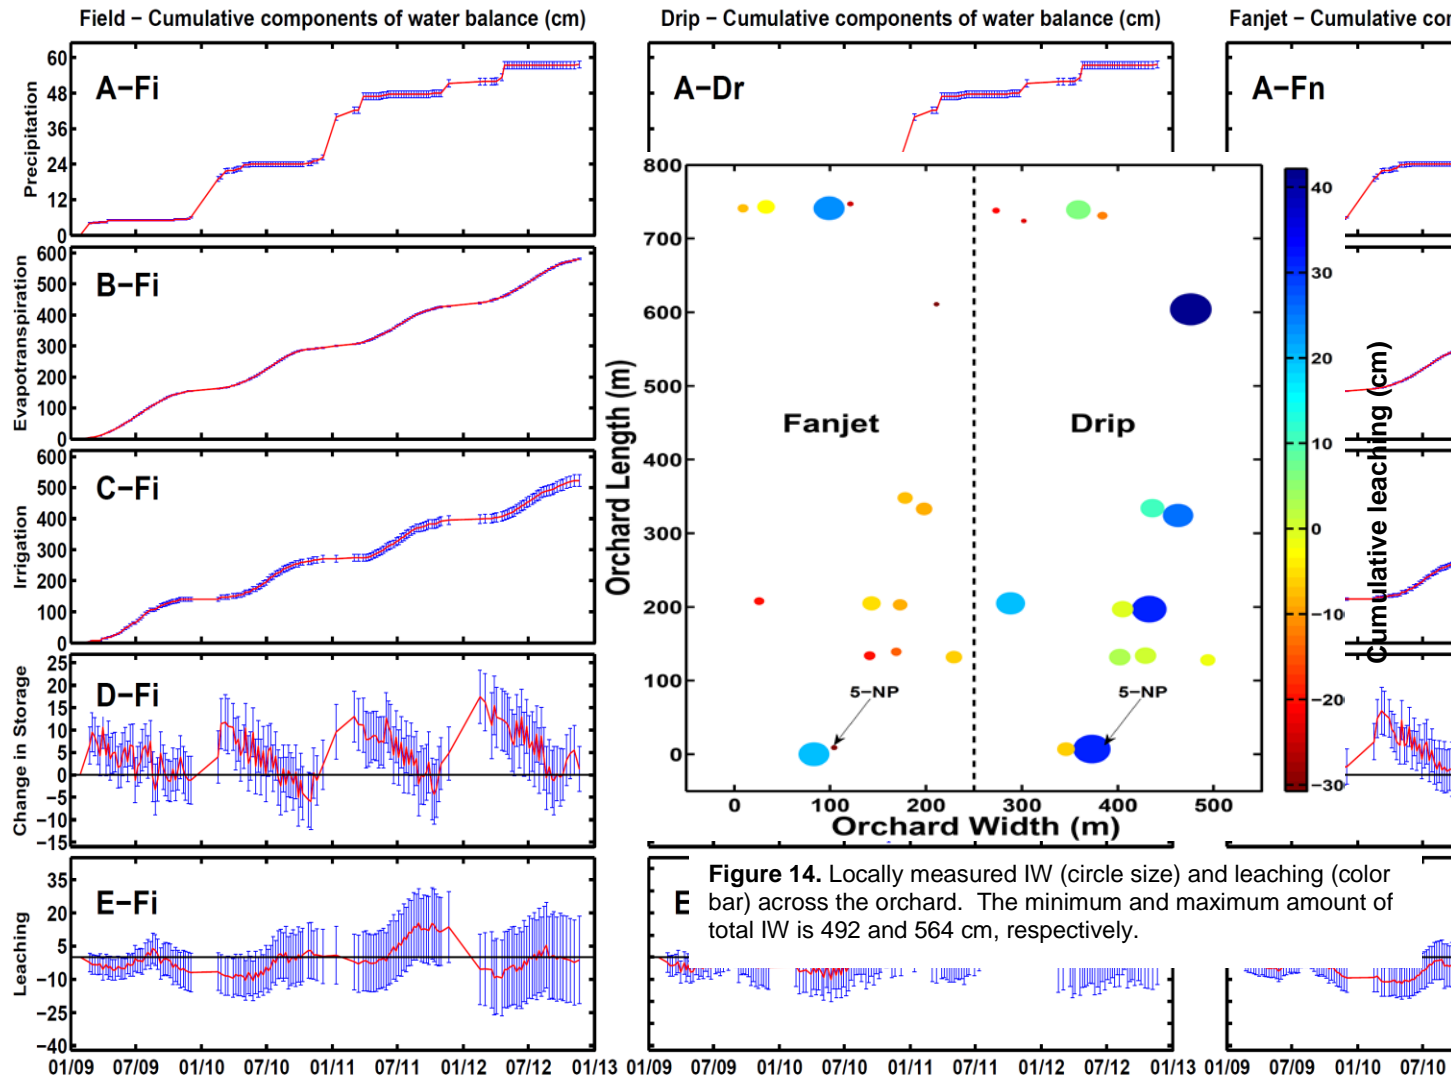 Field − Cumulative components of water balance (cm)
Drip − Cumulative components of water balance (cm)
Fanjet − Cumulative
A−Fi
Precipitation
60
48
36
24
12
0
B−Fi
Evapotranspiration
600
500
400
300
200
100
0
C−Fi
Irrigation
600
500
400
300
200
100
0
D−Fi
Change in Storage
25
20
15
10
5
0
−5
−10
−15
E−Fi
Leaching
35
20
5
−10
−25
−40
01/09 07/09 01/10 07/10 01/11 07/11 01/12 07/12 01/13
A−Dr
A−Fn
Orchard Length (m)
800
700
600
500
400
300
200
100
0
Fanjet
Drip
5−NP
5−NP
0 100 200 300 400 500
Orchard Width (m)
40
30
20
10
0
−10
−20
−30
Cumulative leaching (cm)
E
Figure 14. Locally measured IW (circle size) and leaching (color
bar) across the orchard. The minimum and maximum amount of
total IW is 492 and 564 cm, respectively.
01/09 07/09 01/10 07/10 01/11 07/11 01/12 07/12 01/13
01/09 07/09 01/10 07/10